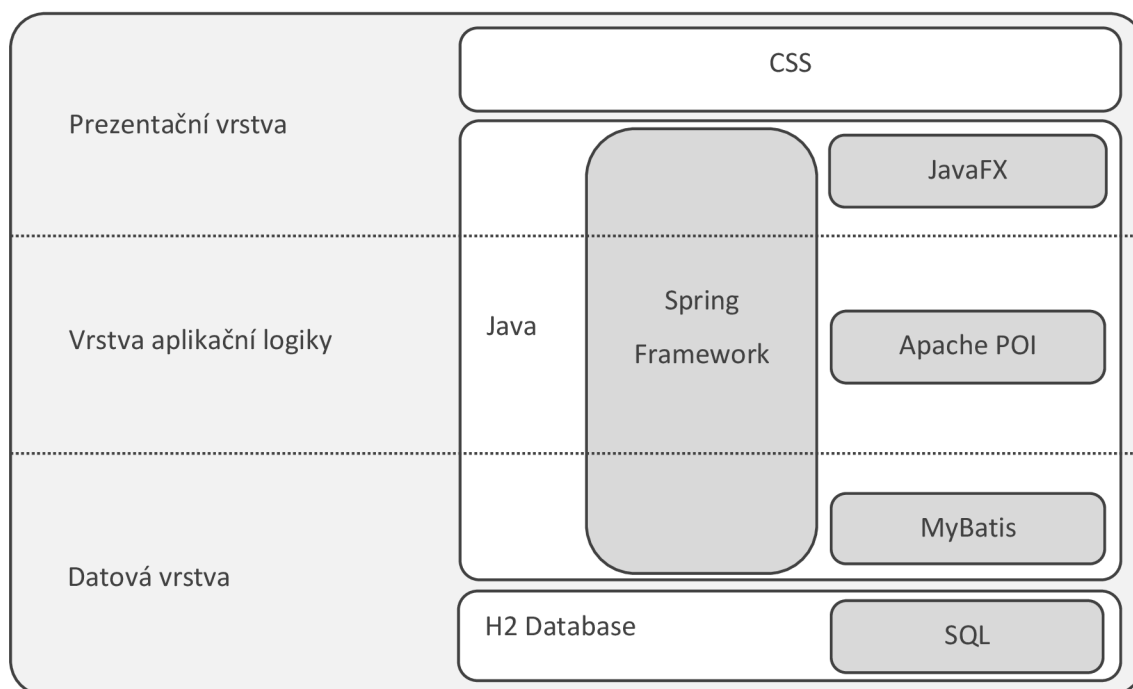 CSS
Prezentační vrstva
JavaFX
Spring
Framework
Java
Vrstva aplikační logiky
Apache POI
MyBatis
Datová vrstva
H2 Database
SQL